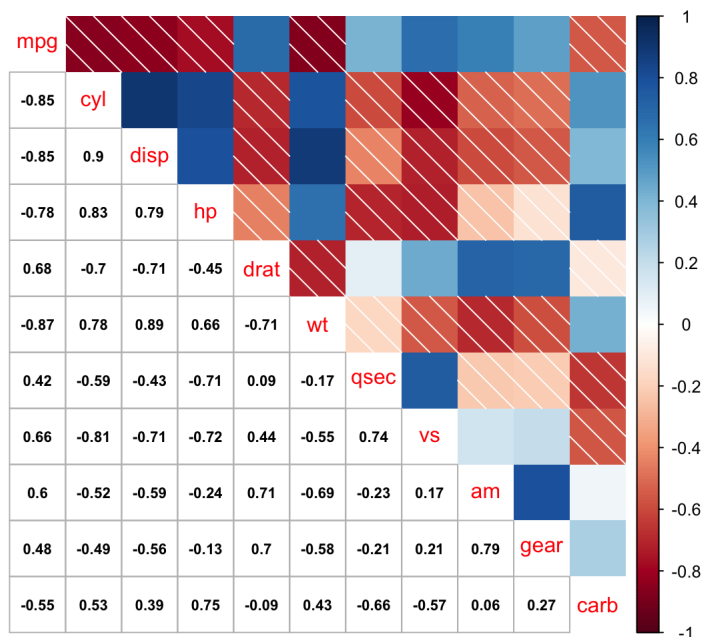 mpg
-0.85 cyl
-0.85 0.9 disp
-0.78 0.83 0.79 hp
0.68 -0.7 -0.71 -0.45 drat
-0.87 0.78 0.89 0.66 -0.71 wt
0.42 -0.59 -0.43 -0.71 0.09 -0.17 qsec
0.66 -0.81 -0.71 -0.72 0.44 -0.55 0.74 vs
0.6 -0.52 -0.59 -0.24 0.71 -0.69 -0.23 0.17 am
0.48 -0.49 -0.56 -0.13 0.7 -0.58 -0.21 0.21 0.79 gear
-0.55 0.53 0.39 0.75 -0.09 0.43 -0.66 -0.57 0.06 0.27 carb
1
0.8
0.6
0.4
0.2
0
-0.2
-0.4
-0.6
-0.8
-1